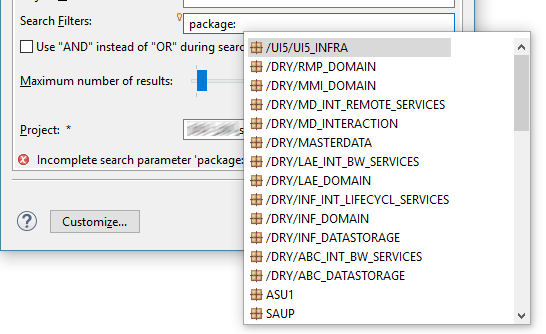 Search Filters:
package:
Use "AND" instead of "OR" during
Maximum number of results:
Project: *
Incomplete search parameter 'package:
Customize...
?
/UI5/UI5_INFRA
/DRY/RMP_DOMAIN
/DRY/MMI_DOMAIN
/DRY/MD_INT_REMOTE_SERVICES
/DRY/MD_INTERACTION
/DRY/MASTERDATA
/DRY/LAE_INT_BW_SERVICES
/DRY/LAE_DOMAIN
/DRY/INF_INT_LIFECYCL_SERVICES
/DRY/INF_DOMAIN
/DRY/INF_DATASTORAGE
/DRY/ABC_INT_BW_SERVICES
/DRY/ABC_DATASTORAGE
ASU1
SAUP